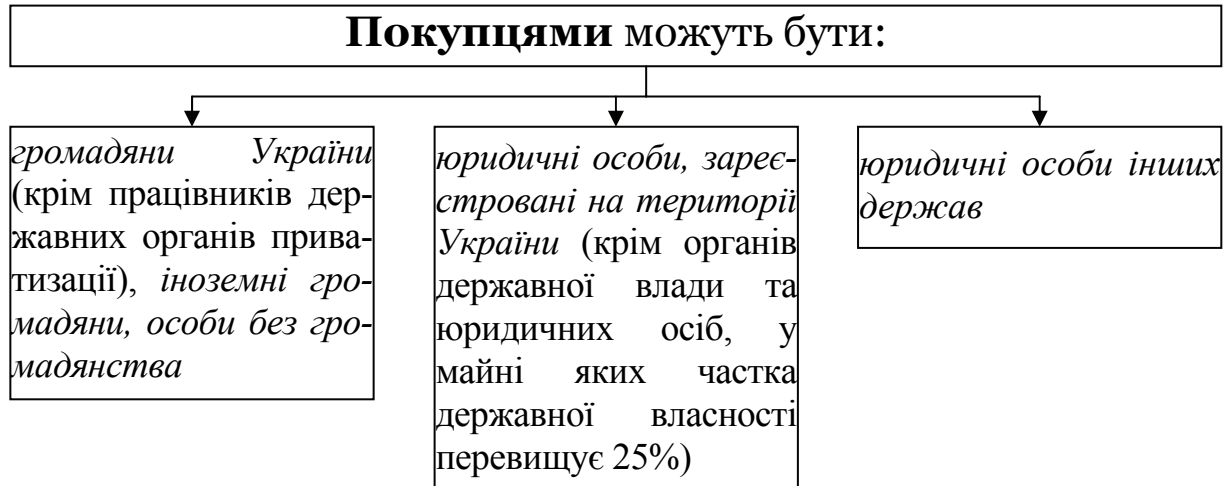 Покупцями можуть бути:
громадяни України
(крім працівників дер-
жавних органів прива-
тизації), іноземні гро-
мадяни, особи без гро-
мадянства
юридичні особи, зареє-
стровані на території
України (крім органів
державної влади та
юридичних осіб, у
майні яких частка
державної власності
перевищує 25%)
юридичні особи інших
держав